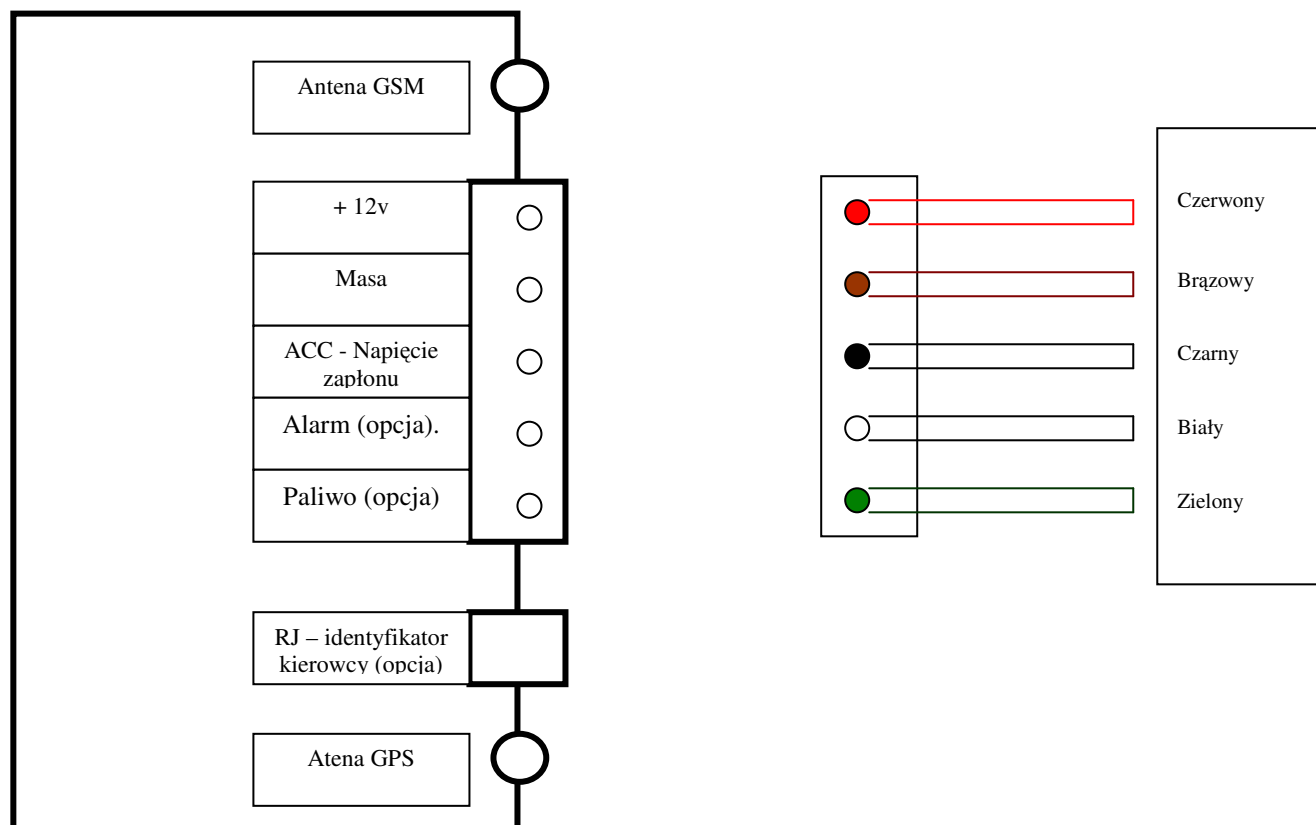 Antena GSM
+ 12v
Masa
ACC - Napięcie
zapłonu
Alarm (opcja).
Paliwo (opcja)
RJ – identyfikator
kierowcy (opcja)
Atena GPS
Czerwony
Brązowy
Czarny
Biały
Zielony